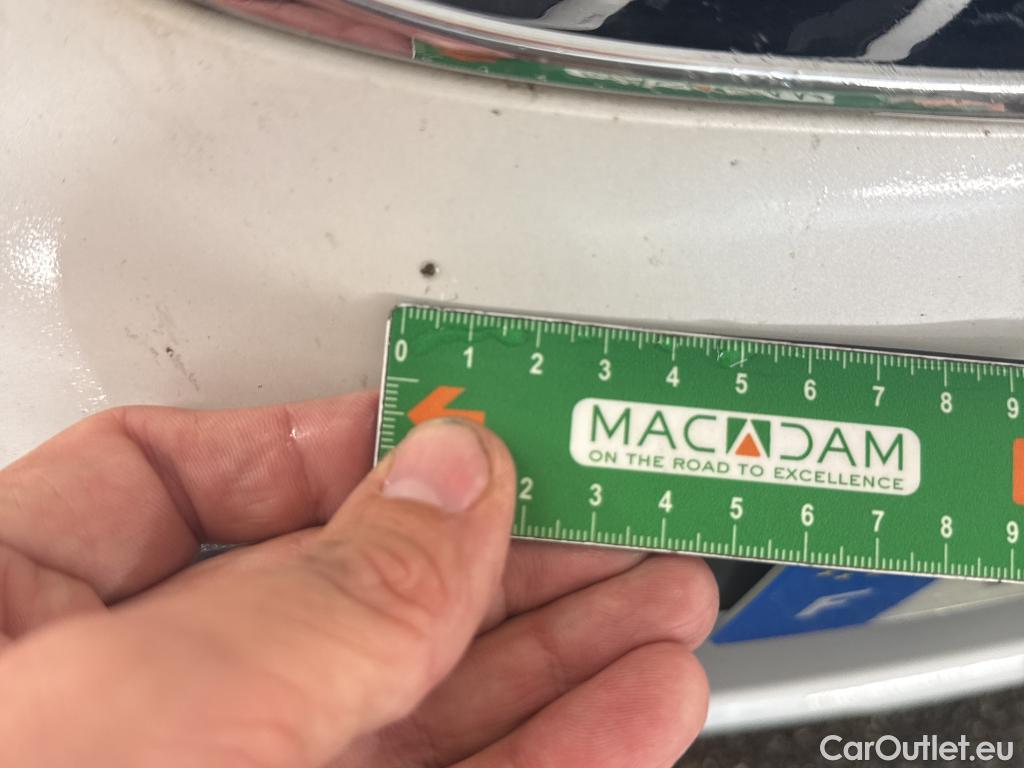 0 1 2 3 4 5 6 7 8 9
MACADAM
ON THE ROAD TO EXCELLENCE
2 3 4 5 6 7 8 9
F
CarOutlet.eu